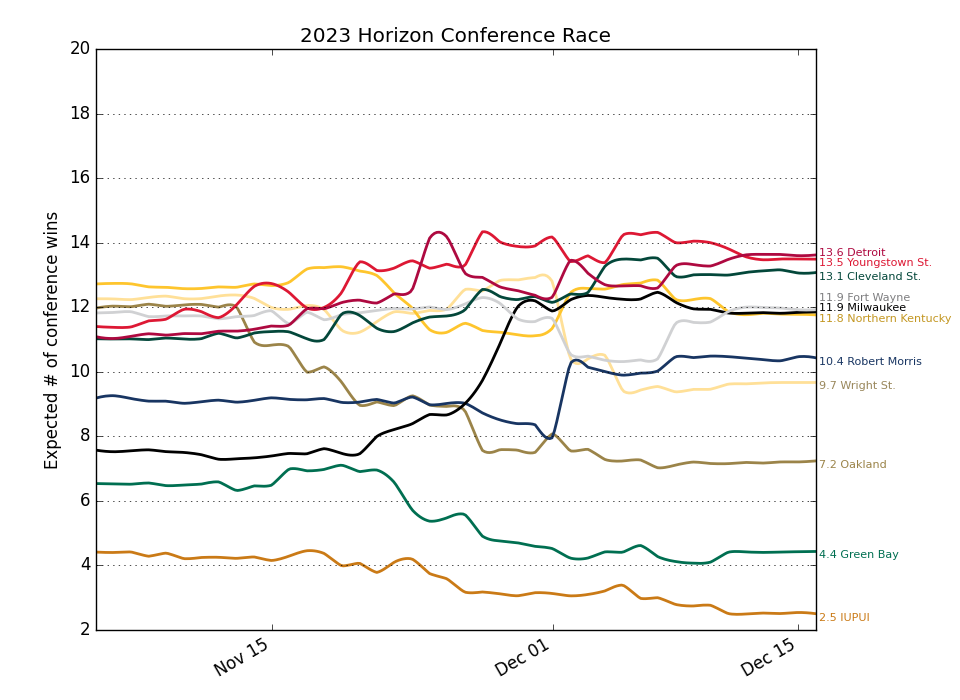 2023 Horizon Conference Race
Expected # of conference wins
20
18
16
14
12
10
8
6
4
2
13.6 Detroit
13.5 Youngstown St.
13.1 Cleveland St.
11.9 Fort Wayne
11.9 Milwaukee
11.8 Northern Kentucky
10.4 Robert Morris
9.7 Wright St.
7.2 Oakland
4.4 Green Bay
2.5 IUPUI
Nov 15
Dec 01
Dec 15